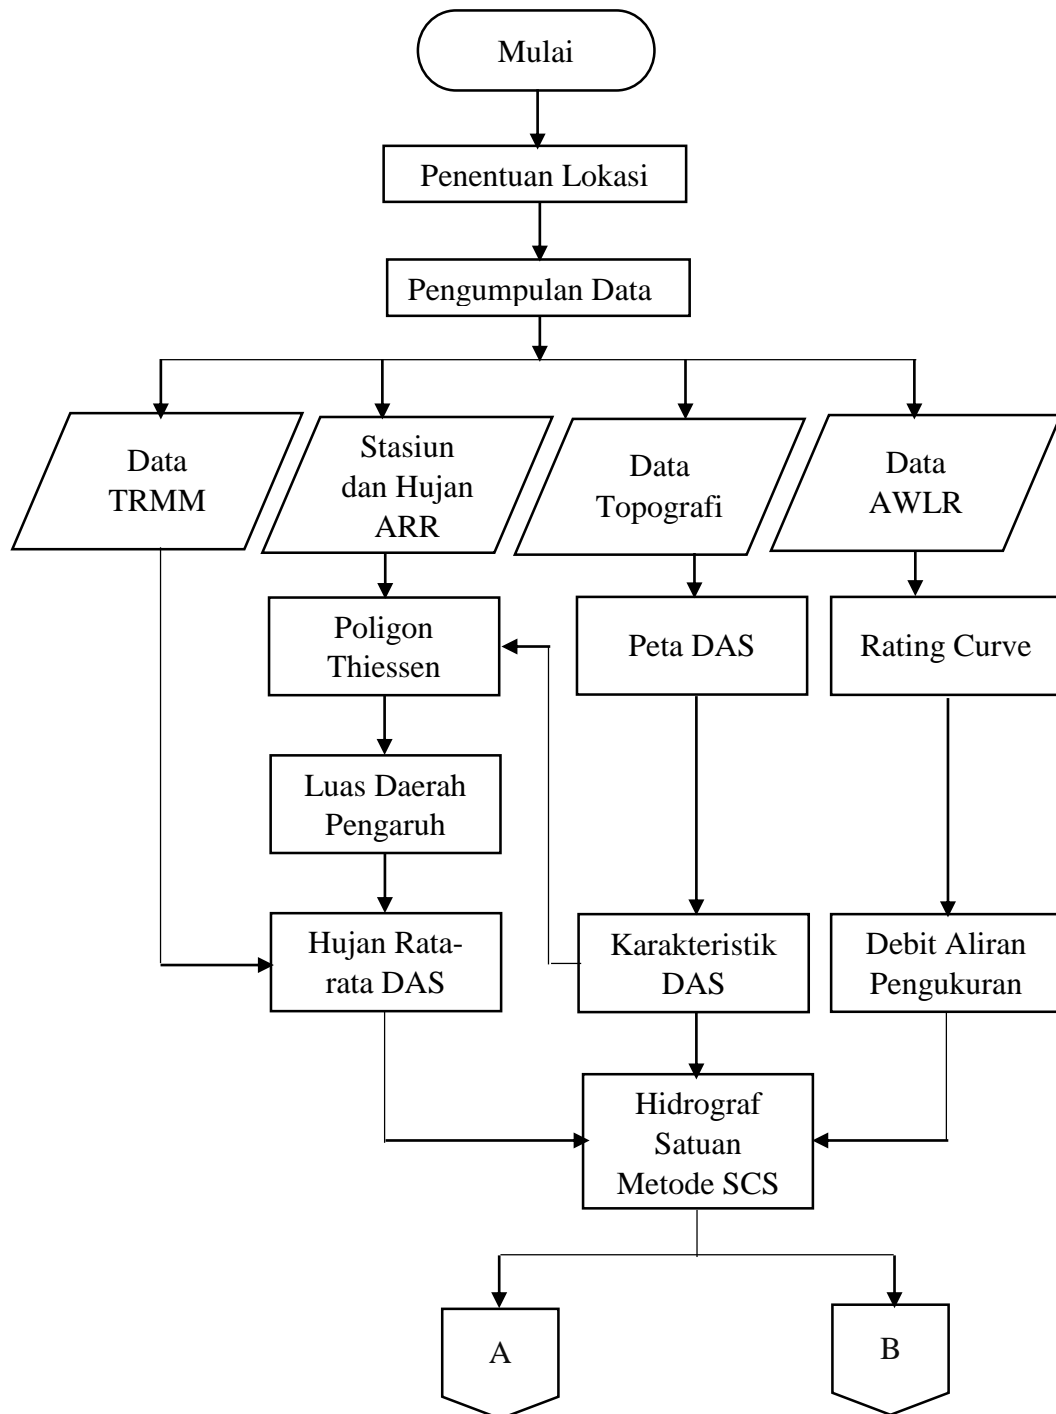 Mulai
Penentuan Lokasi
Pengumpulan Data
Data
TRMM
Stasiun
dan Hujan
ARR
Data
Topografi
Data
AWLR
Poligon
Thiessen
Peta DAS
Rating Curve
Luas Daerah
Pengaruh
Hujan Rata-
rata DAS
Karakteristik
DAS
Debit Aliran
Pengukuran
Hidrograf
Satuan
Metode SCS
A
B